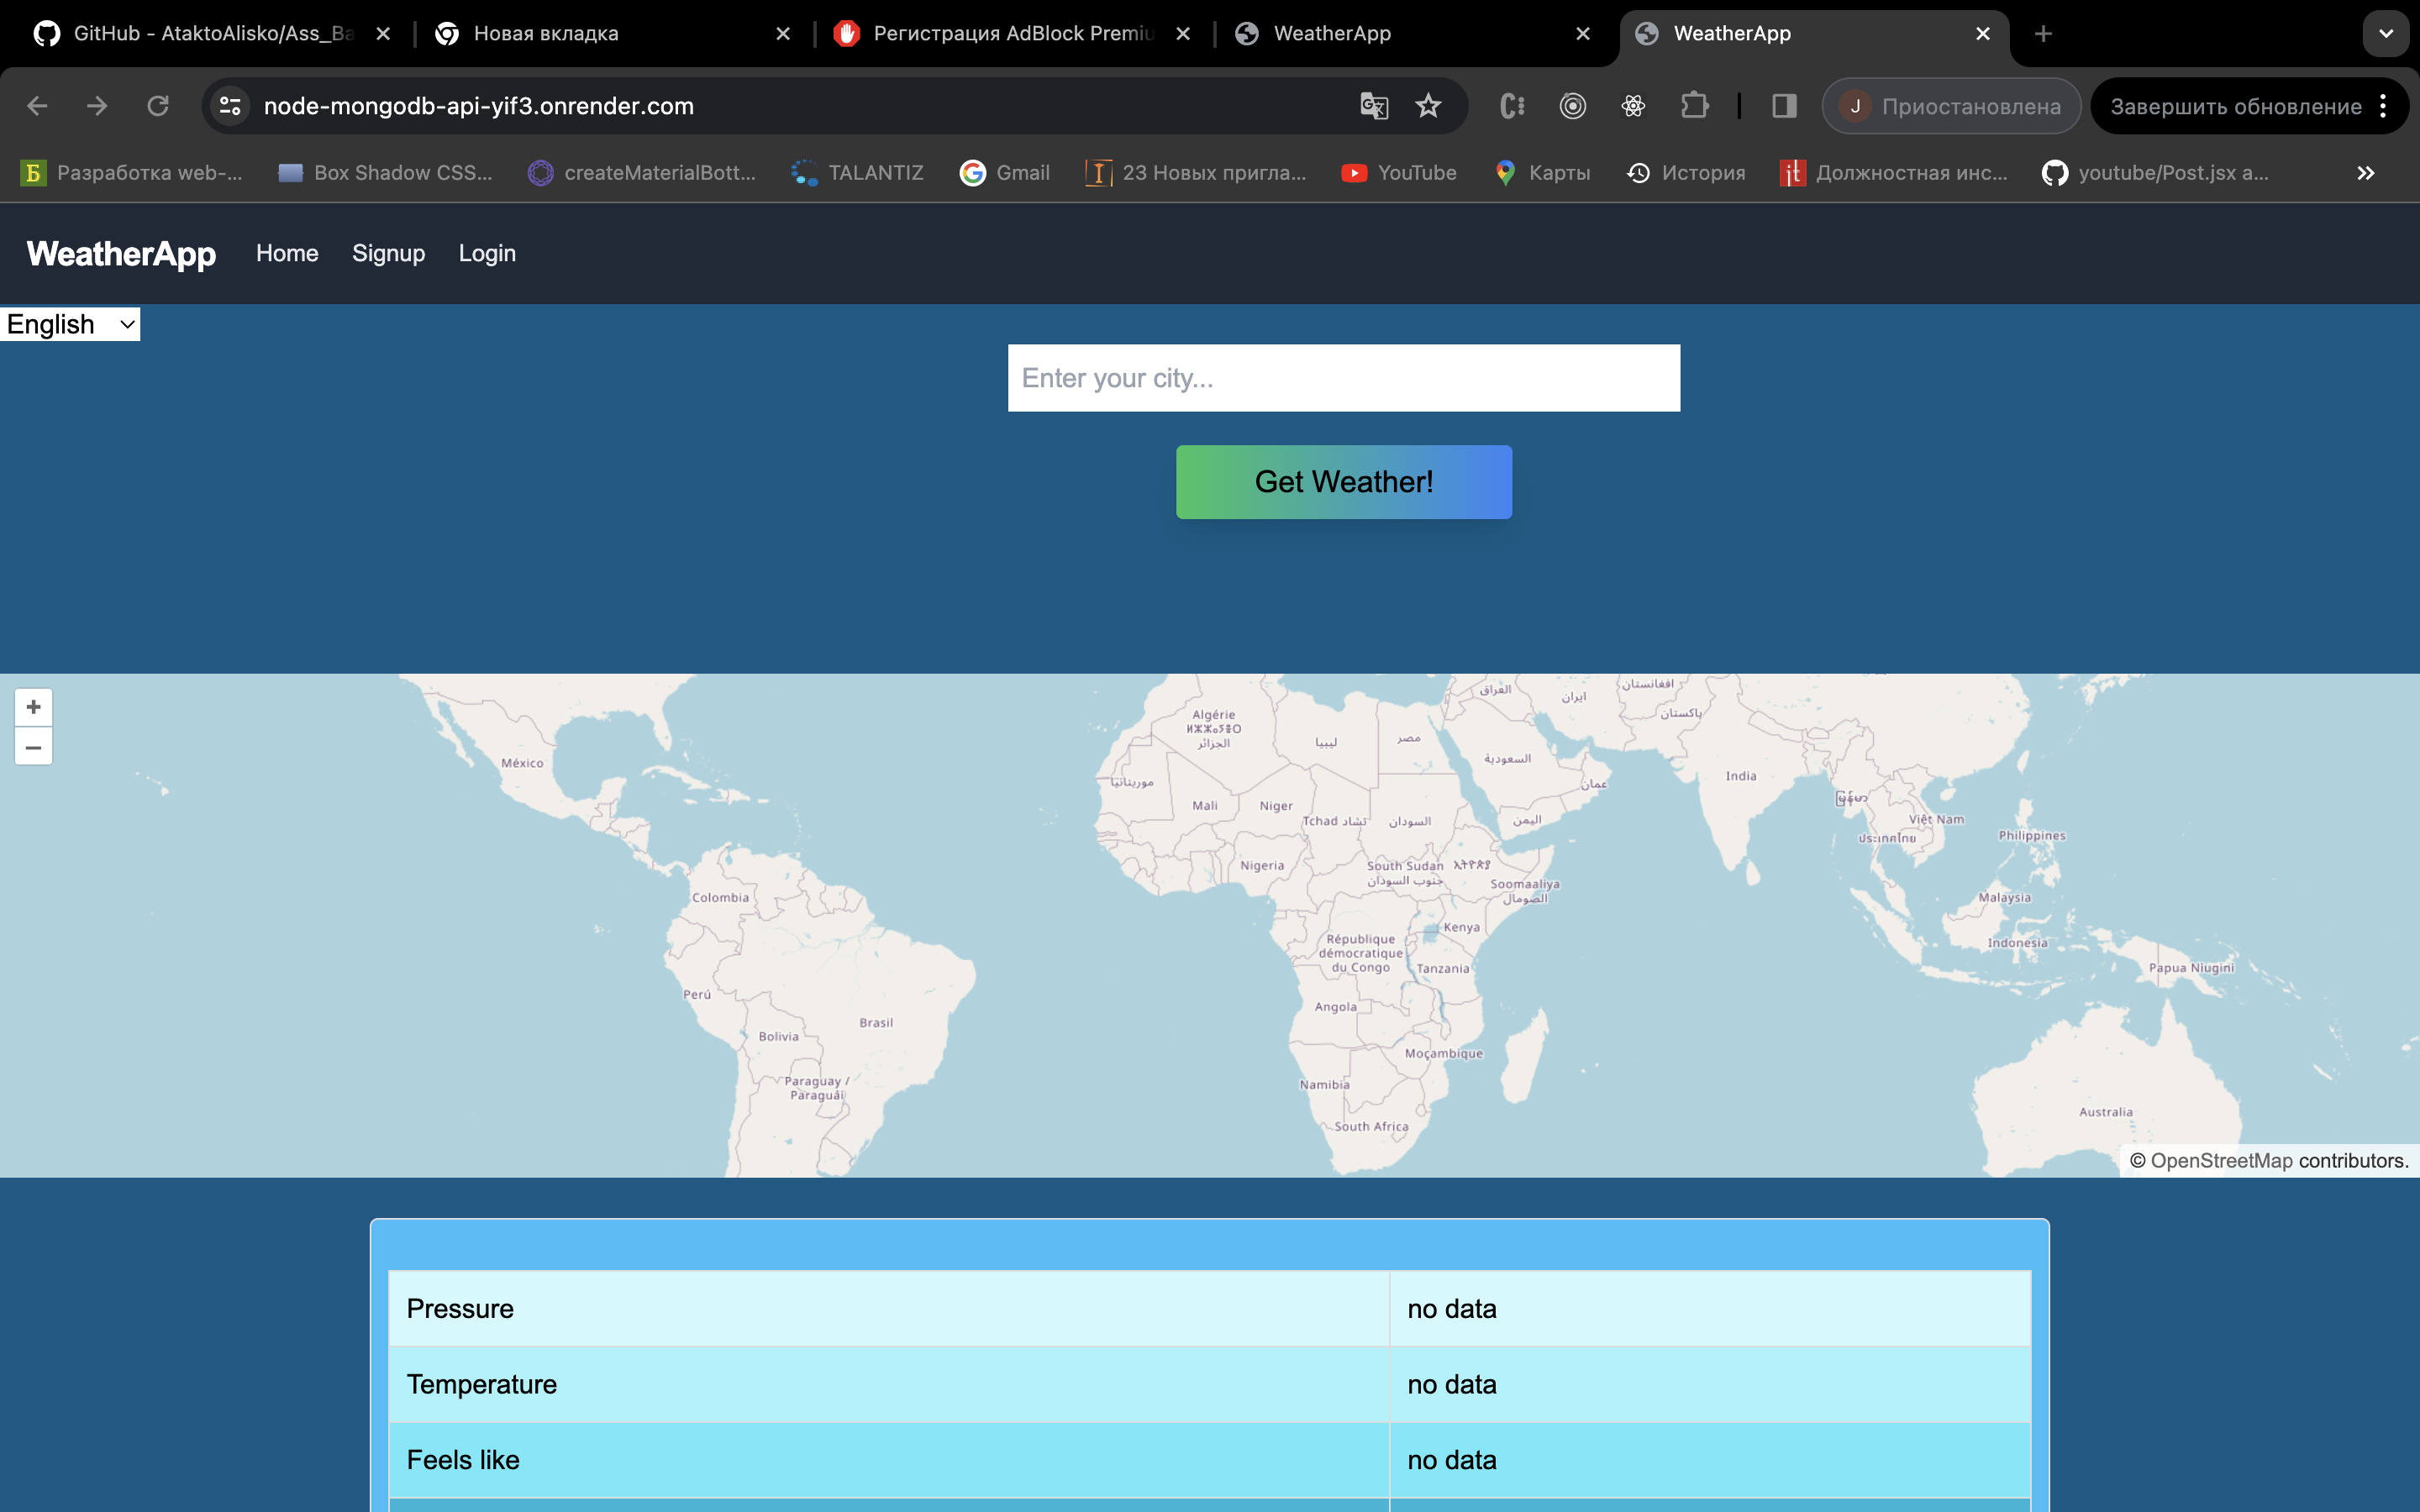 GitHub - AtaktoAlisko/Ass_Ba
Новая вкладка
Регистрация AdBlock Premiu
WeatherApp
WeatherApp
node-mongodb-api-yif3.onrender.com
J Приостановлена
Завершить обновление
Б Разработка web-...
Box Shadow CSS...
createMaterialBott...
TALANTIZ
Gmail
23 Новых пригла...
YouTube
Карты
История
jt Должностная инс...
youtube/Post.jsx a...
WeatherApp
Home
Signup
Login
English
Enter your city...
Get Weather!
+
−
México
Colombia
Perú
Bolivia
Brasil
Paraguay /
Paraguái
Algérie
ⵍⵣⵣⴰⵢⴻⵔ
الجزائر
ليبيا
مصر
العراق
ایران
افغانستان
پاکستان
السعودية
عمان
اليمن
موريتانيا
Mali
Niger
Tchad تشاد
السودان
Nigeria
South Sudan
جنوب السودان
ኢትዮጵያ
Soomaaliya
الصومال
Kenya
République
démocratique
du Congo
Tanzania
Angola
Moçambique
Namibia
South Africa
India
Việt Nam
ประเทศไทย
Philippines
Malaysia
Indonesia
Papua Niugini
Australia
© OpenStreetMap contributors.
Pressure
no data
Temperature
no data
Feels like
no data